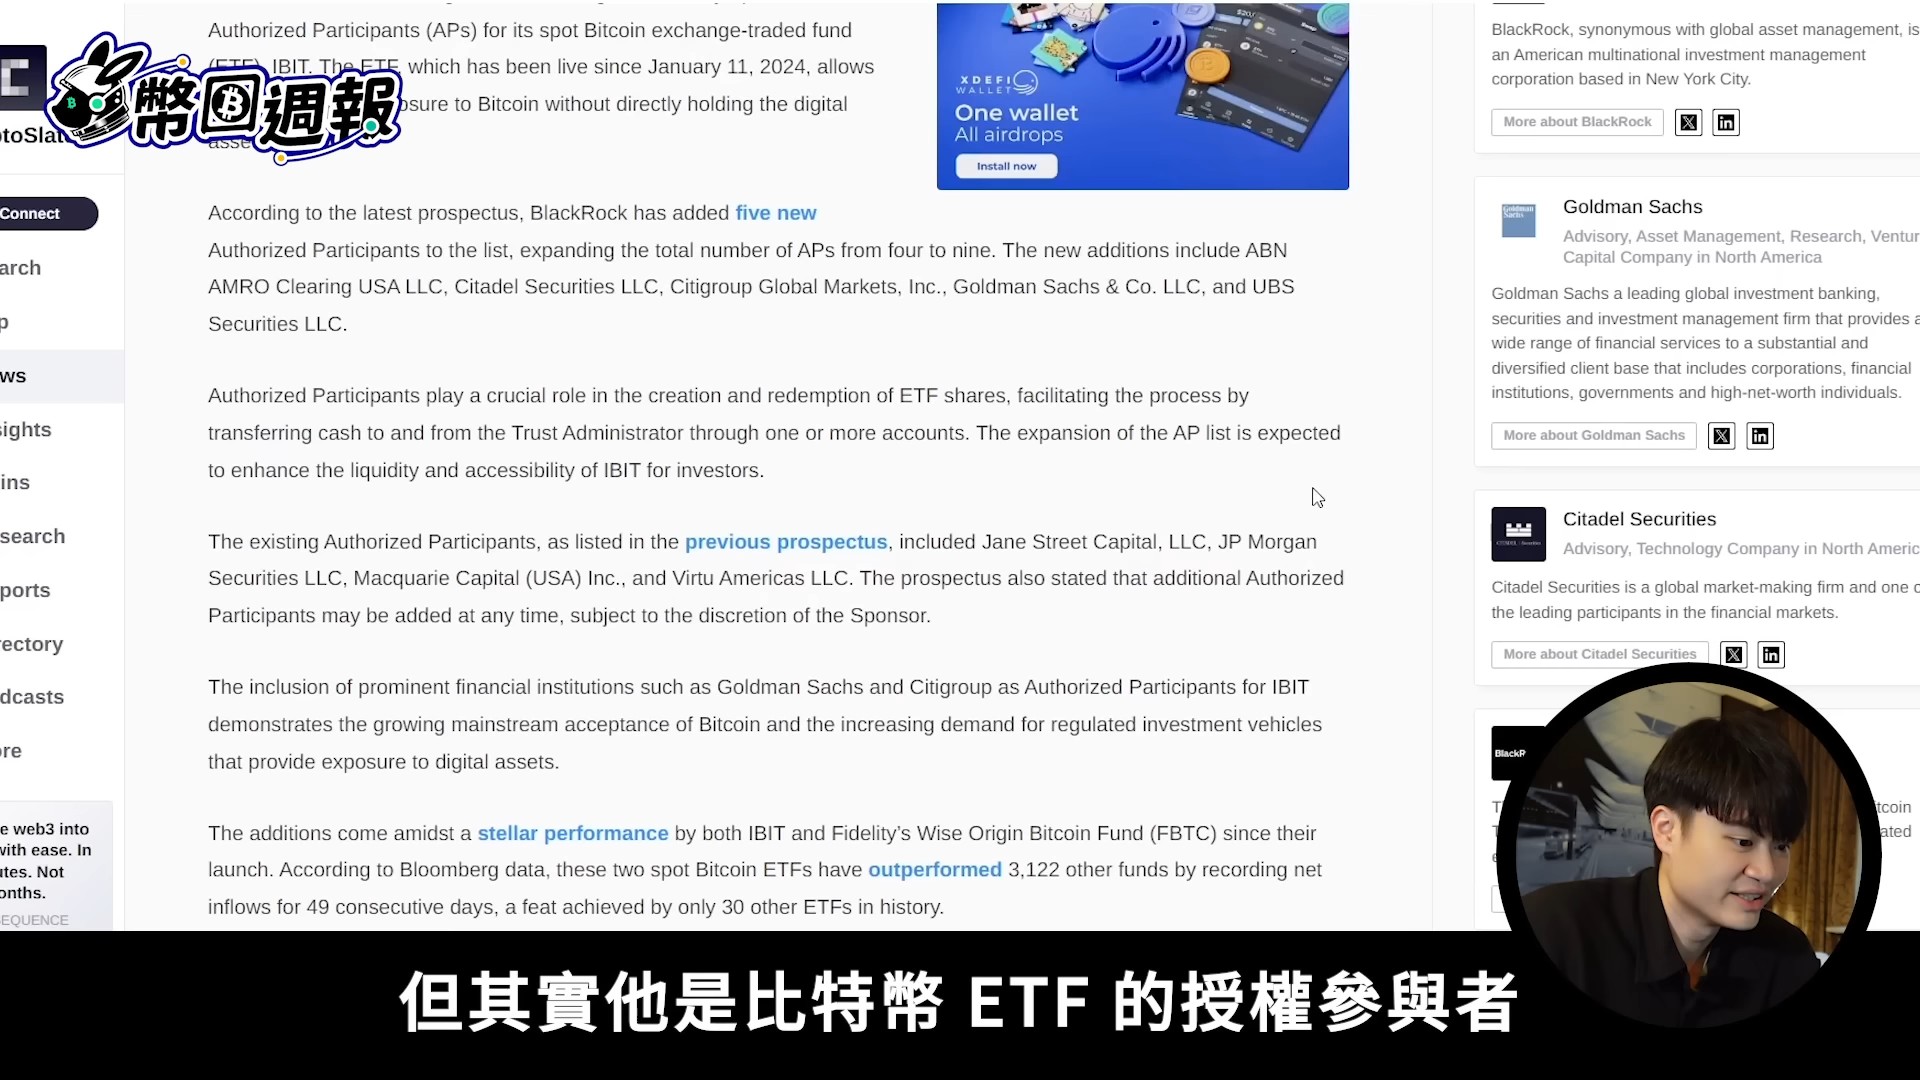 Authorized Participants (APs) for its spot Bitcoin exchange-traded fund
(ETF), IBIT. The ETF, which has been live since January 11, 2024, allows
sure to Bitcoin without directly holding the digital
asse
幣圈週報
toSlat
Connect
arch
p
ws
sights
ins
search
ports
ectory
dcasts
ore
e web3 into
with ease. In
utes. Not
onths.
SEQUENCE
According to the latest prospectus, BlackRock has added five new
Authorized Participants to the list, expanding the total number of APs from four to nine. The new additions include ABN
AMRO Clearing USA LLC, Citadel Securities LLC, Citigroup Global Markets, Inc., Goldman Sachs & Co. LLC, and UBS
Securities LLC.
Authorized Participants play a crucial role in the creation and redemption of ETF shares, facilitating the process by
transferring cash to and from the Trust Administrator through one or more accounts. The expansion of the AP list is expected
to enhance the liquidity and accessibility of IBIT for investors.
The existing Authorized Participants, as listed in the previous prospectus, included Jane Street Capital, LLC, JP Morgan
Securities LLC, Macquarie Capital (USA) Inc., and Virtu Americas LLC. The prospectus also stated that additional Authorized
Participants may be added at any time, subject to the discretion of the Sponsor.
The inclusion of prominent financial institutions such as Goldman Sachs and Citigroup as Authorized Participants for IBIT
demonstrates the growing mainstream acceptance of Bitcoin and the increasing demand for regulated investment vehicles
that provide exposure to digital assets.
The additions come amidst a stellar performance by both IBIT and Fidelity’s Wise Origin Bitcoin Fund (FBTC) since their
launch. According to Bloomberg data, these two spot Bitcoin ETFs have outperformed 3,122 other funds by recording net
inflows for 49 consecutive days, a feat achieved by only 30 other ETFs in history.
XDEFI
WALLET
One wallet
All airdrops
Install now
BlackRock, synonymous with global asset management, is
an American multinational investment management
corporation based in New York City.
More about BlackRock
Goldman Sachs
Goldman Sachs
Advisory, Asset Management, Research, Ventur
Capital Company in North America
Goldman Sachs a leading global investment banking,
securities and investment management firm that provides a
wide range of financial services to a substantial and
diversified client base that includes corporations, financial
institutions, governments and high-net-worth individuals.
More about Goldman Sachs
Citadel Securities
Advisory, Technology Company in North Americ
Citadel Securities is a global market-making firm and one o
the leading participants in the financial markets.
More about Citadel Securities
BlackR
tcoin
ated
但其實他是比特幣 ETF 的授權參與者